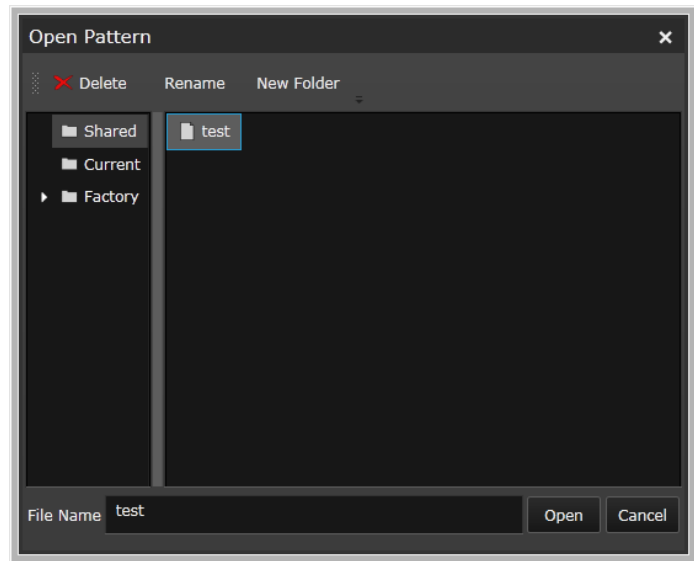 Open Pattern
Delete Rename New Folder
Shared test
Current
Factory
File Name test Open Cancel